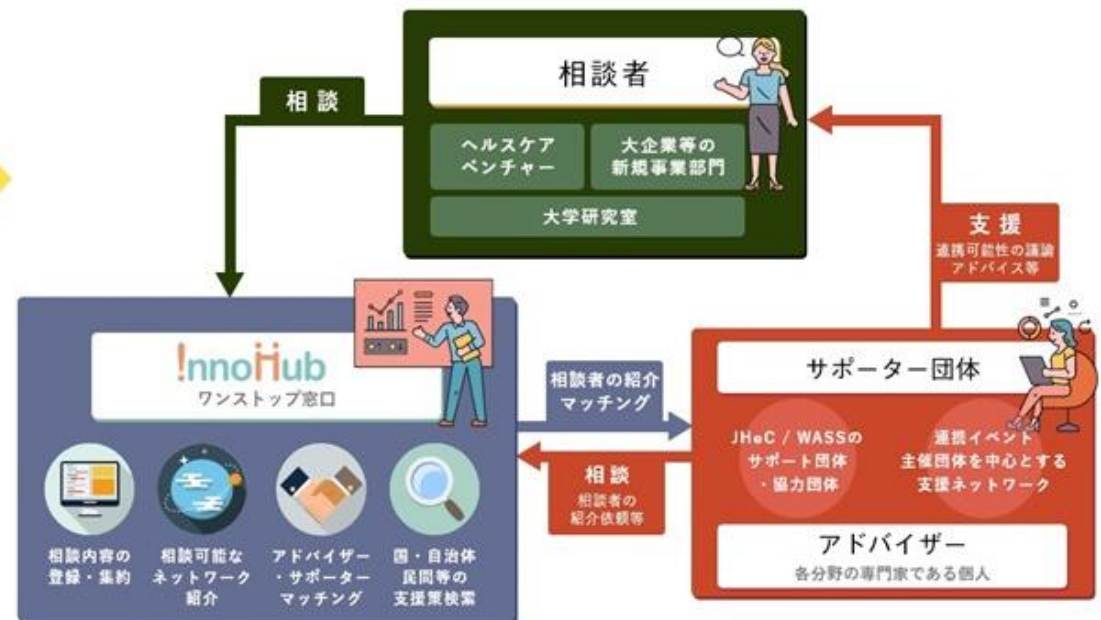 相談者
ヘルスケア
ベンチャー
大企業等の
新規事業部門
大学研究室
相談
支援
連携可能性の議論
アドバイス等
InnoHub
ワンストップ窓口
相談内容の
登録・集約
相談可能な
ネットワーク
紹介
アドバイザー
・サポーター
マッチング
国・自治体
民間等の
支援策検索
相談者の紹介
マッチング
相談
相談者の
紹介依頼等
サポーター団体
JHeC / WASSの
サポート団体
・協力団体
連携イベント
主催団体を中心とする
支援ネットワーク
アドバイザー
各分野の専門家である個人